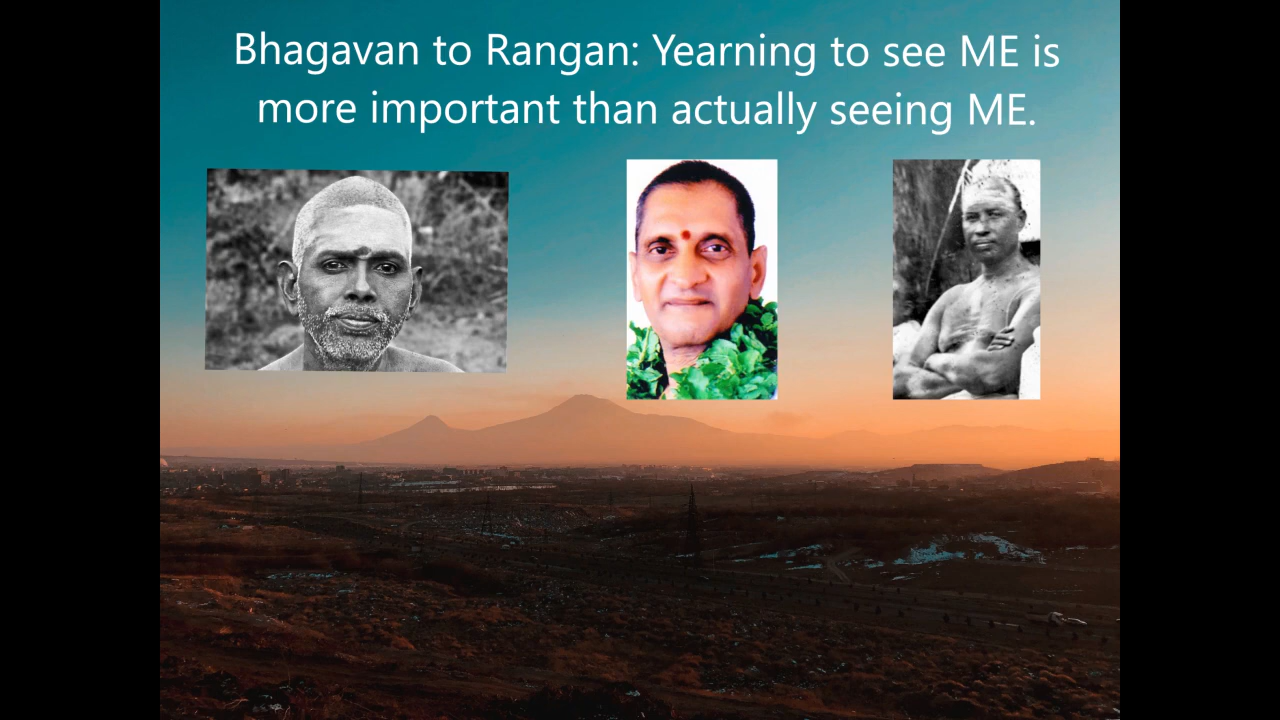 Bhagavan to Rangan: Yearning to see ME is
more important than actually seeing ME.